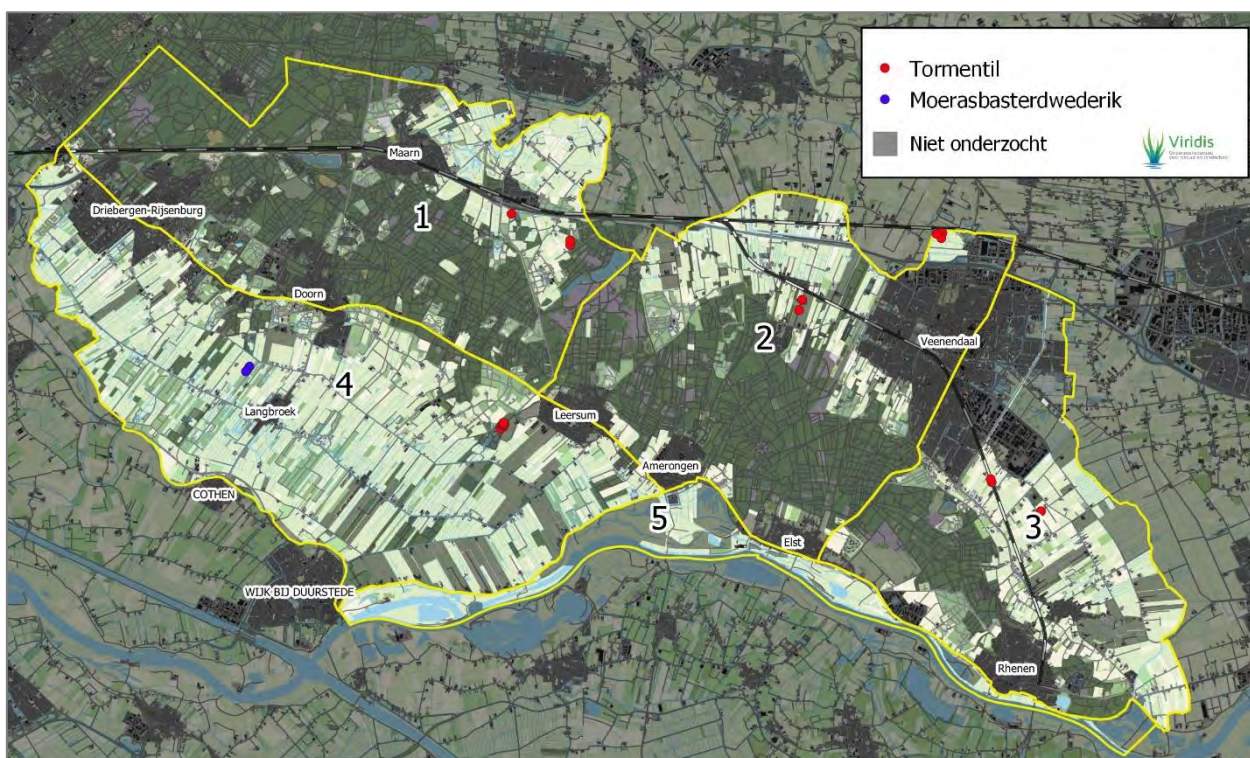 Tormentil
Moerasbasterdwederik
Niet onderzocht
Viridis
Maarn
1
Driebergen-Rijsenburg
Doorn
2
Veenendaal
4
Langbroek
Leersum
Amerongen
COTHEN
5
3
Elst
WIJK BIJ DUURSTEDE
Rhenen